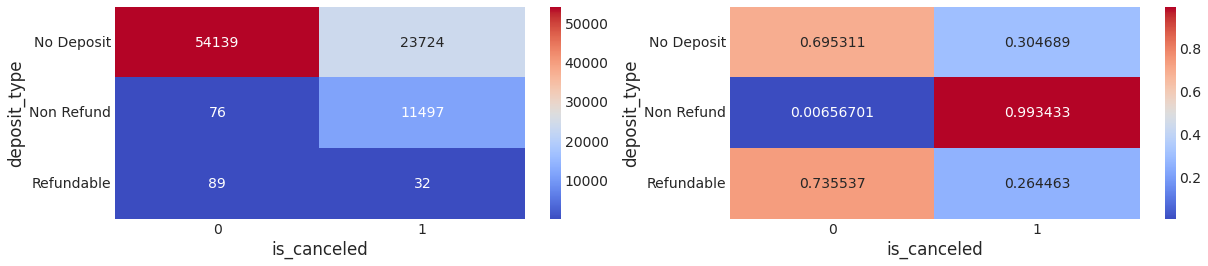 No Deposit 54139 23724
Non Refund 76 11497
Refundable 89 32
0 1
is_canceled
deposit_type
50000
40000
30000
20000
10000
No Deposit 0.695311 0.304689
Non Refund 0.00656701 0.993433
Refundable 0.735537 0.264463
0 1
is_canceled
deposit_type
0.8
0.6
0.4
0.2